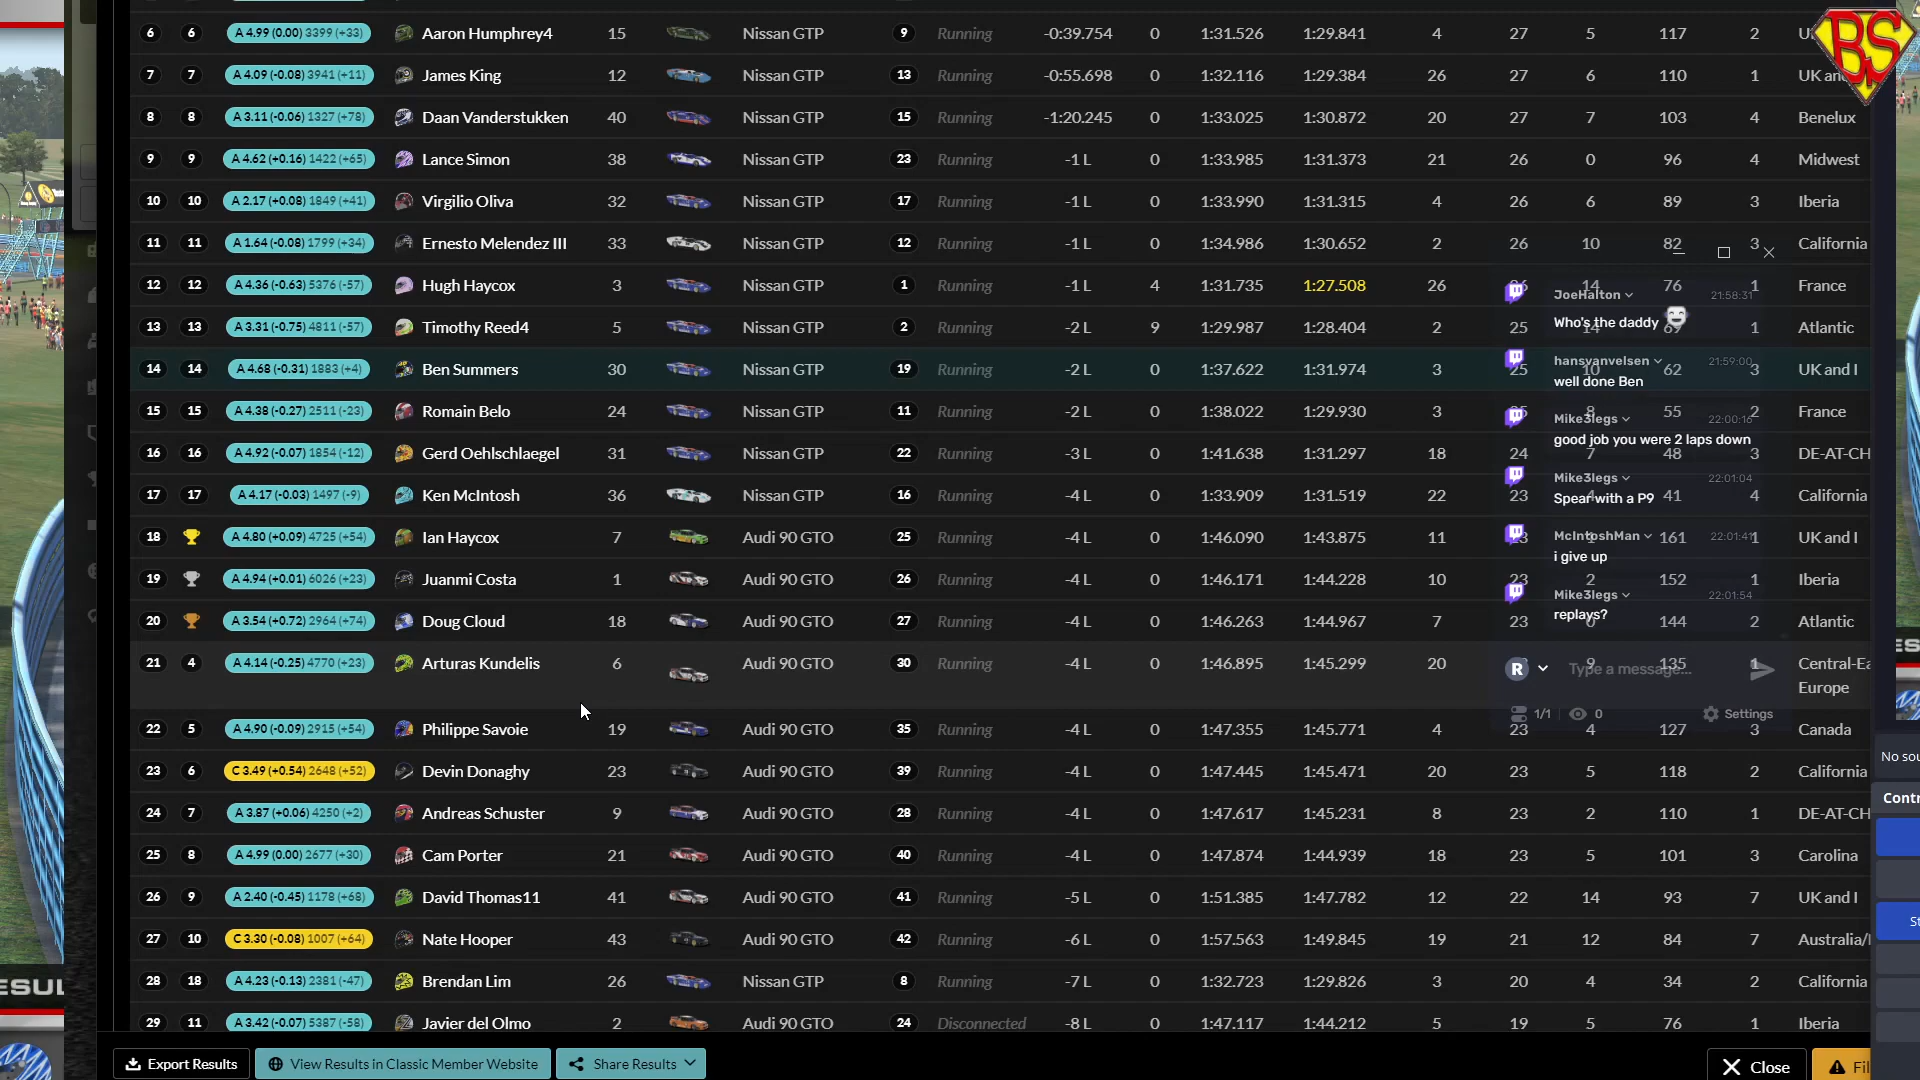 6 6 A 4.99 (0.00) 3399 (+33) Aaron Humphrey4 15 Nissan GTP 9 Running -0:39.754 0 1:31.526 1:29.841 4 27 5 117 2
7 7 A 4.09 (-0.08) 3941 (+11) James King 12 Nissan GTP 13 Running -0:55.698 0 1:32.116 1:29.384 26 27 6 110 1 UK an
BS
8 8 A 3.11 (-0.06) 1327 (+78) Daan Vanderstukken 40 Nissan GTP 15 Running -1:20.245 0 1:33.025 1:30.872 20 27 7 103 4 Benelux
9 9 A 4.62 (+0.16) 1422 (+65) Lance Simon 38 Nissan GTP 23 Running -1 L 0 1:33.985 1:31.373 21 26 0 96 4 Midwest
10 10 A 2.17 (+0.08) 1849 (+41) Virgilio Oliva 32 Nissan GTP 17 Running -1 L 0 1:33.990 1:31.315 4 26 6 89 3 Iberia
11 11 A 1.64 (-0.08) 1799 (+34) Ernesto Melendez III 33 Nissan GTP 12 Running -1 L 0 1:34.986 1:30.652 2 26 10 82 3 California
12 12 A 4.36 (-0.63) 5376 (-57) Hugh Haycox 3 Nissan GTP 1 Running -1 L 4 1:31.735 1:27.508 26 14 76 1 France
JoeHalton 21:58:31
Who's the daddy
13 13 A 3.31 (-0.75) 4811 (-57) Timothy Reed4 5 Nissan GTP 2 Running -2 L 9 1:29.987 1:28.404 2 25 14 69 1 Atlantic
hansvanvelsen 21:59:00
14 14 A 4.68 (-0.31) 1883 (+4) Ben Summers 30 Nissan GTP 19 Running -2 L 0 1:37.622 1:31.974 3 25 10 62 3 UK and I
well done Ben
15 15 A 4.38 (-0.27) 2511 (-23) Romain Belo 24 Nissan GTP 11 Running -2 L 0 1:38.022 1:29.930 3 8 55 2 France
Mike3legs 22:00:16
good job you were 2 laps down
16 16 A 4.92 (-0.07) 1854 (-12) Gerd Oehlschlaegel 31 Nissan GTP 22 Running -3 L 0 1:41.638 1:31.297 18 24 7 48 3 DE-AT-CH
Mike3legs 22:01:04
Spear with a P9
17 17 A 4.17 (-0.03) 1497 (-9) Ken McIntosh 36 Nissan GTP 16 Running -4 L 0 1:33.909 1:31.519 22 23 4 41 4 California
18 A 4.80 (+0.09) 4725 (+54) Ian Haycox 7 Audi 90 GTO 25 Running -4 L 0 1:46.090 1:43.875 11 161 1 UK and I
McIntoshMan 22:01:41
i give up
19 A 4.94 (+0.01) 6026 (+23) Juanmi Costa 1 Audi 90 GTO 26 Running -4 L 0 1:46.171 1:44.228 10 23 2 152 1 Iberia
Mike3legs 22:01:54
replays?
20 A 3.54 (+0.72) 2964 (+74) Doug Cloud 18 Audi 90 GTO 27 Running -4 L 0 1:46.263 1:44.967 7 23 0 144 2 Atlantic
21 4 A 4.14 (-0.25) 4770 (+23) Arturas Kundelis 6 Audi 90 GTO 30 Running -4 L 0 1:46.895 1:45.299 20 9 135 1 Central-Ea
Europe
R Type a message...
1/1 0 Settings
22 5 A 4.90 (-0.09) 2915 (+54) Philippe Savoie 19 Audi 90 GTO 35 Running -4 L 0 1:47.355 1:45.771 4 23 4 127 3 Canada
No sou
23 6 C 3.49 (+0.54) 2648 (+52) Devin Donaghy 23 Audi 90 GTO 39 Running -4 L 0 1:47.445 1:45.471 20 23 5 118 2 California
Contr
24 7 A 3.87 (+0.06) 4250 (+2) Andreas Schuster 9 Audi 90 GTO 28 Running -4 L 0 1:47.617 1:45.231 8 23 2 110 1 DE-AT-CH
25 8 A 4.99 (0.00) 2677 (+30) Cam Porter 21 Audi 90 GTO 40 Running -4 L 0 1:47.874 1:44.939 18 23 5 101 3 Carolina
26 9 A 2.40 (-0.45) 1178 (+68) David Thomas11 41 Audi 90 GTO 41 Running -5 L 0 1:51.385 1:47.782 12 22 14 93 7 UK and I
St
27 10 C 3.30 (-0.08) 1007 (+64) Nate Hooper 43 Audi 90 GTO 42 Running -6 L 0 1:57.563 1:49.845 19 21 12 84 7 Australia/
28 18 A 4.23 (-0.13) 2381 (-47) Brendan Lim 26 Nissan GTP 8 Running -7 L 0 1:32.723 1:29.826 3 20 4 34 2 California
ESUL
29 11 A 3.42 (-0.07) 5387 (-58) Javier del Olmo 2 Audi 90 GTO 24 Disconnected -8 L 0 1:47.117 1:44.212 5 19 5 76 1 Iberia
Export Results View Results in Classic Member Website Share Results Close Fil